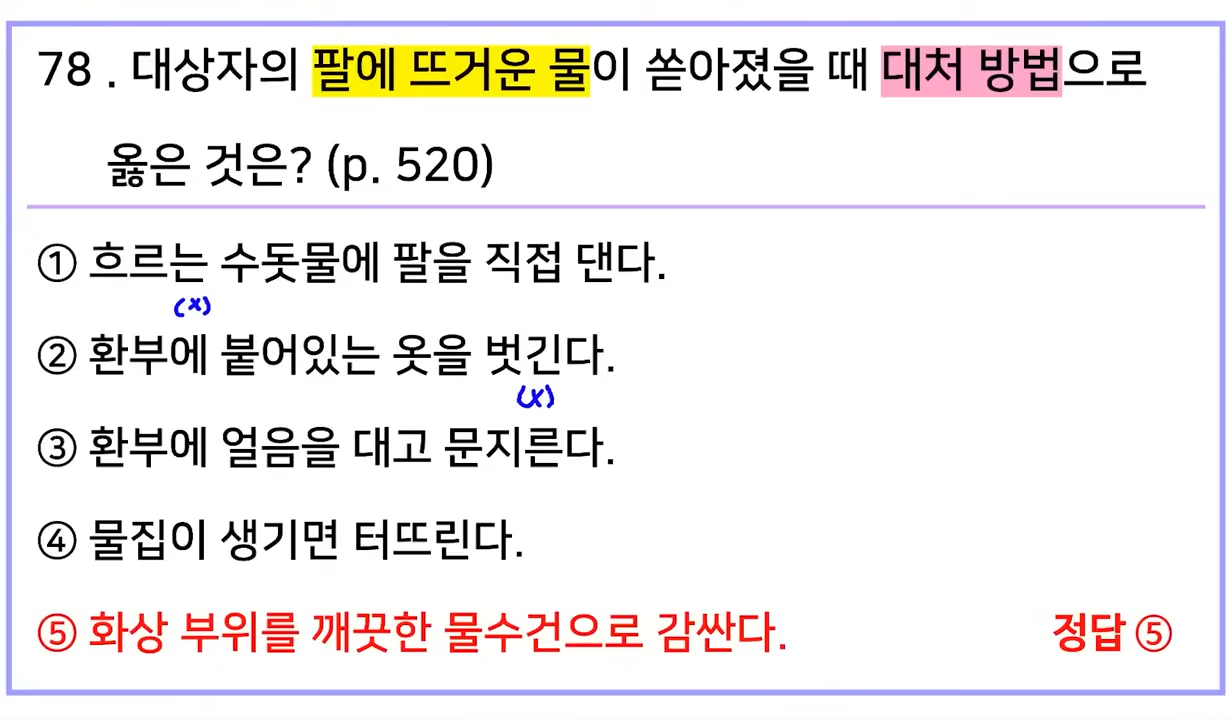 78 . 대상자의 팔에 뜨거운 물이 쏟아졌을 때 대처 방법으로
옳은 것은? (p. 520)
① 흐르는 수돗물에 팔을 직접 댄다.
(x)
② 환부에 붙어있는 옷을 벗긴다.
(x)
③ 환부에 얼음을 대고 문지른다.
④ 물집이 생기면 터뜨린다.
⑤ 화상 부위를 깨끗한 물수건으로 감싼다. 정답 ⑤